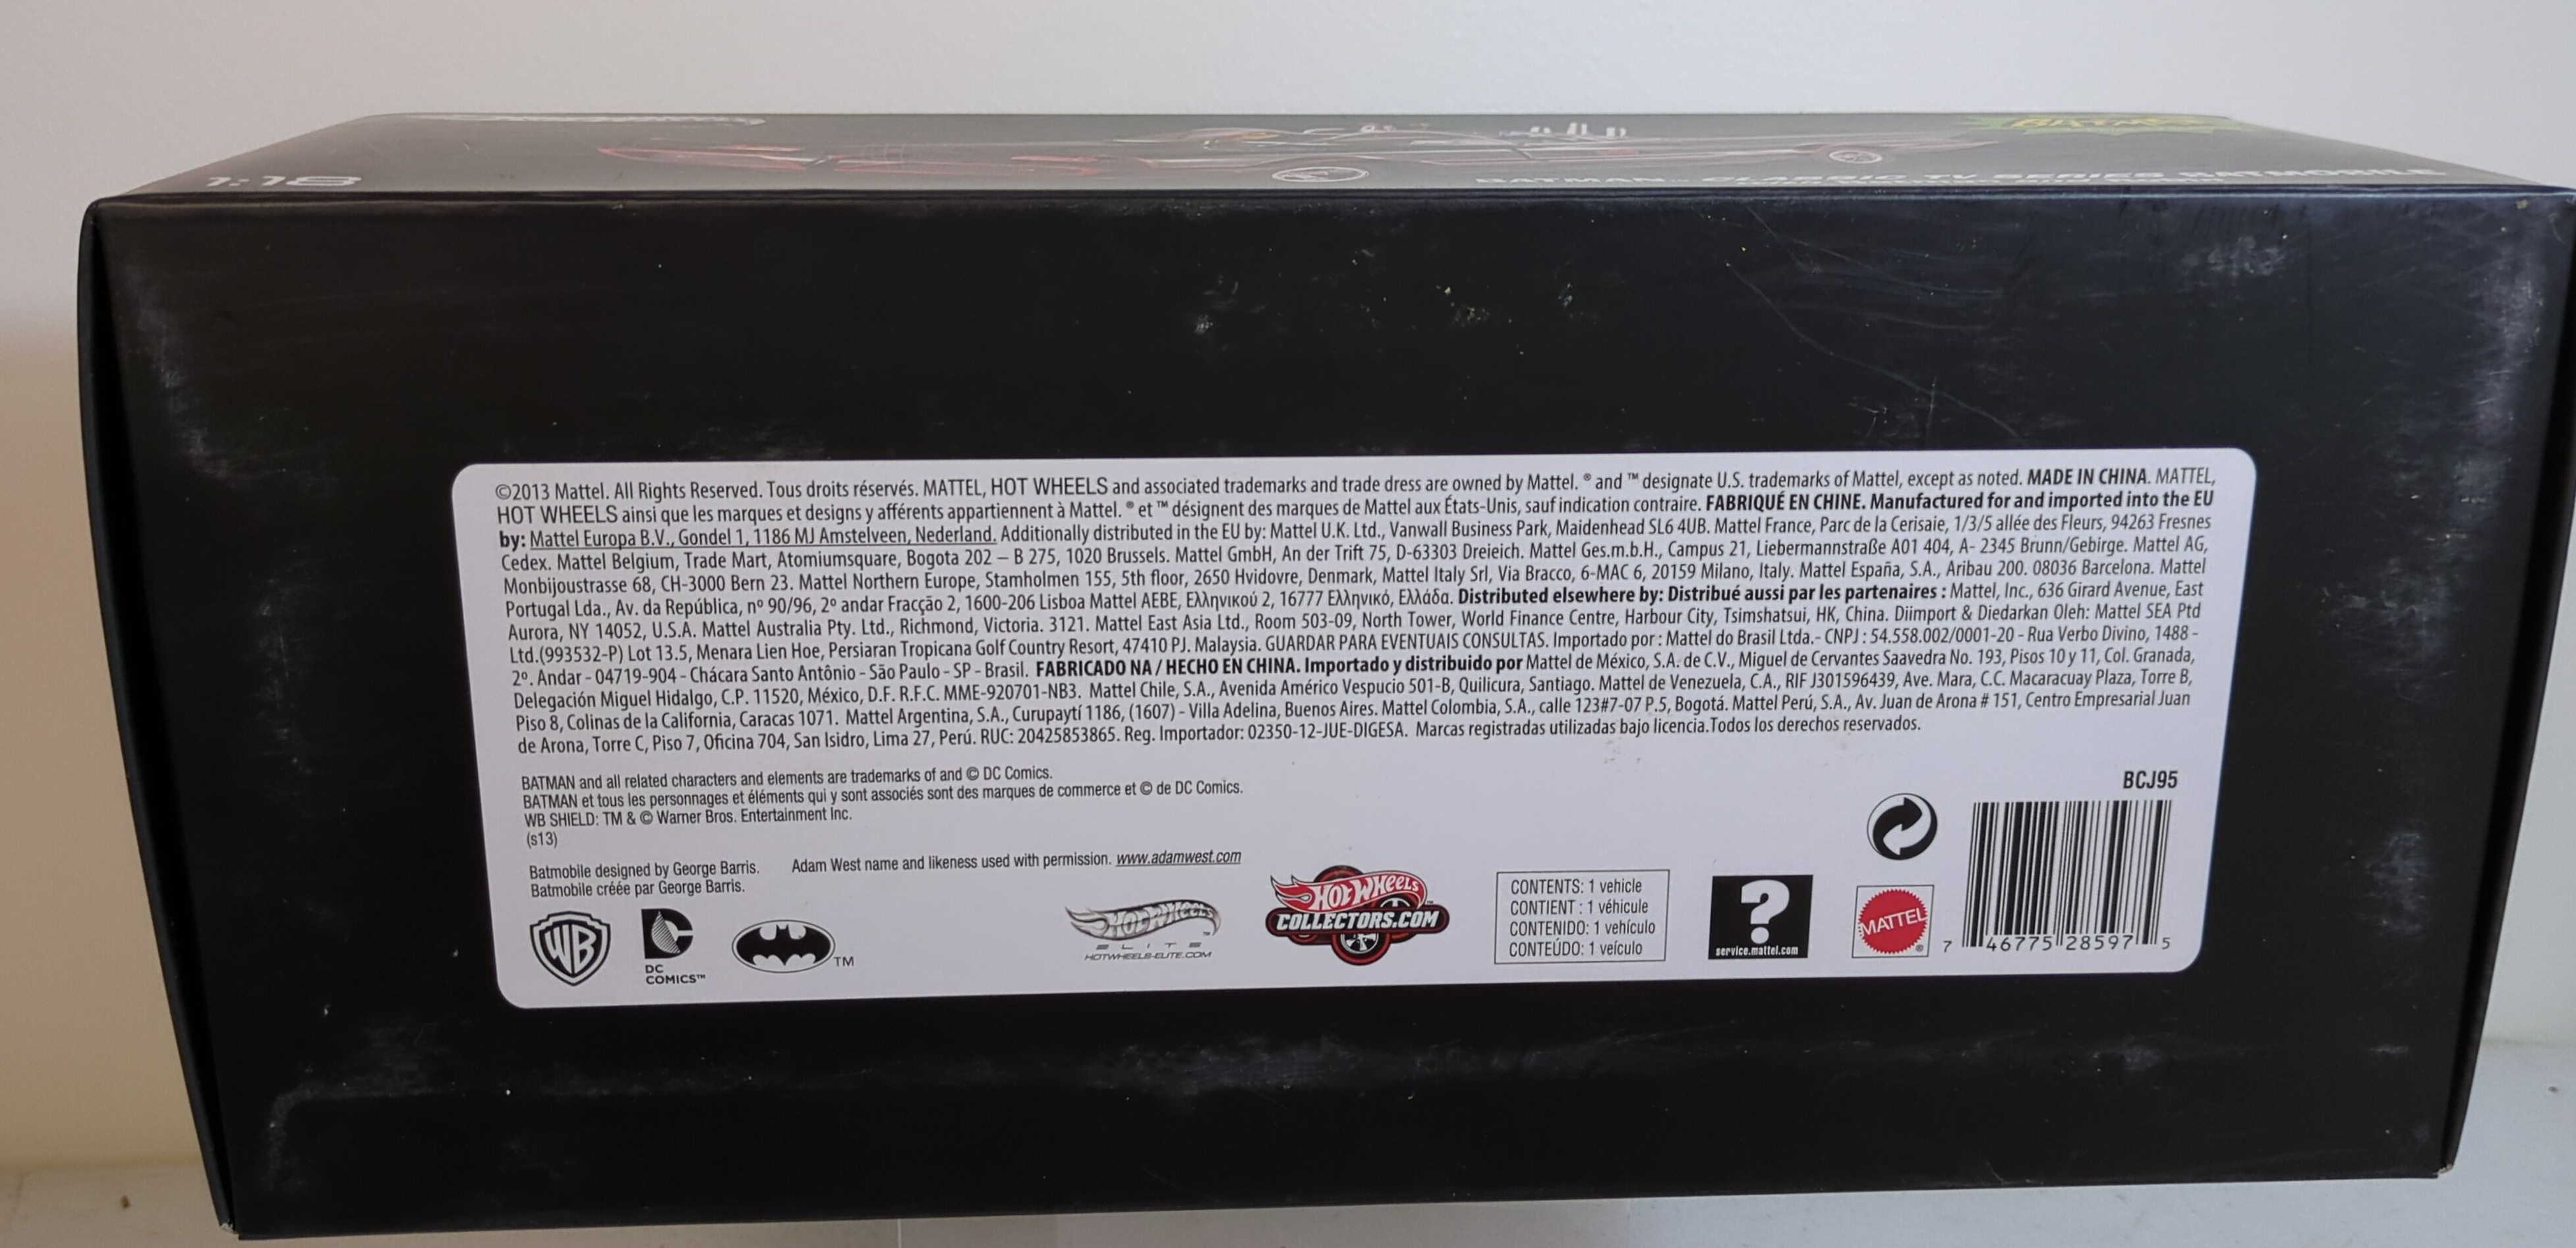 1:18
BATMAN
BATMAN™ CLASSIC TV SERIES BATMOBILE
©2013 Mattel. All Rights Reserved. Tous droits réservés. MATTEL, HOT WHEELS and associated trademarks and trade dress are owned by Mattel. ® and ™ designate U.S. trademarks of Mattel, except as noted. MADE IN CHINA. MATTEL,
HOT WHEELS ainsi que les marques et designs y afférents appartiennent à Mattel. ® et ™ désignent des marques de Mattel aux États-Unis, sauf indication contraire. FABRIQUÉ EN CHINE. Manufactured for and imported into the EU
by: Mattel Europa B.V., Gondel 1, 1186 MJ Amstelveen, Nederland. Additionally distributed in the EU by: Mattel U.K. Ltd., Vanwall Business Park, Maidenhead SL6 4UB. Mattel France, Parc de la Cerisaie, 1/3/5 allée des Fleurs, 94263 Fresnes
Cedex. Mattel Belgium, Trade Mart, Atomiumsquare, Bogota 202 – B 275, 1020 Brussels. Mattel GmbH, An der Trift 75, D-63303 Dreieich. Mattel Ges.m.b.H., Campus 21, Liebermannstraße A01 404, A- 2345 Brunn/Gebirge. Mattel AG,
Monbijoustrasse 68, CH-3000 Bern 23. Mattel Northern Europe, Stamholmen 155, 5th floor, 2650 Hvidovre, Denmark, Mattel Italy Srl, Via Bracco, 6-MAC 6, 20159 Milano, Italy. Mattel España, S.A., Aribau 200. 08036 Barcelona. Mattel
Portugal Lda., Av. da República, nº 90/96, 2º andar Fracção 2, 1600-206 Lisboa Mattel AEBE, Ελληνικού 2, 16777 Ελληνικό, Ελλάδα. Distributed elsewhere by: Distribué aussi par les partenaires : Mattel, Inc., 636 Girard Avenue, East
Aurora, NY 14052, U.S.A. Mattel Australia Pty. Ltd., Richmond, Victoria. 3121. Mattel East Asia Ltd., Room 503-09, North Tower, World Finance Centre, Harbour City, Tsimshatsui, HK, China. Diimport & Diedarkan Oleh: Mattel SEA Ptd
Ltd.(993532-P) Lot 13.5, Menara Lien Hoe, Persiaran Tropicana Golf Country Resort, 47410 PJ. Malaysia. GUARDAR PARA EVENTUAIS CONSULTAS. Importado por : Mattel do Brasil Ltda.- CNPJ : 54.558.002/0001-20 - Rua Verbo Divino, 1488 -
2º. Andar - 04719-904 - Chácara Santo Antônio - São Paulo - SP - Brasil. FABRICADO NA / HECHO EN CHINA. Importado y distribuido por Mattel de México, S.A. de C.V., Miguel de Cervantes Saavedra No. 193, Pisos 10 y 11, Col. Granada,
Delegación Miguel Hidalgo, C.P. 11520, México, D.F. R.F.C. MME-920701-NB3. Mattel Chile, S.A., Avenida Américo Vespucio 501-B, Quilicura, Santiago. Mattel de Venezuela, C.A., RIF J301596439, Ave. Mara, C.C. Macaracuay Plaza, Torre B,
Piso 8, Colinas de la California, Caracas 1071. Mattel Argentina, S.A., Curupaytí 1186, (1607) - Villa Adelina, Buenos Aires. Mattel Colombia, S.A., calle 123#7-07 P.5, Bogotá. Mattel Perú, S.A., Av. Juan de Arona # 151, Centro Empresarial Juan
de Arona, Torre C, Piso 7, Oficina 704, San Isidro, Lima 27, Perú. RUC: 20425853865. Reg. Importador: 02350-12-JUE-DIGESA. Marcas registradas utilizadas bajo licencia.Todos los derechos reservados.
BATMAN and all related characters and elements are trademarks of and © DC Comics.
BATMAN et tous les personnages et éléments qui y sont associés sont des marques de commerce et © de DC Comics.
WB SHIELD: TM & © Warner Bros. Entertainment Inc.
(s13)
BCJ95
Batmobile designed by George Barris. Adam West name and likeness used with permission. www.adamwest.com
Batmobile créée par George Barris.
WB
DC
COMICS™
TM
HOT WHEELS™
ELITE
HOTWHEELS-ELITE.COM
HOT WHEELS™
COLLECTORS.COM
CONTENTS: 1 vehicle
CONTIENT : 1 véhicule
CONTENIDO: 1 vehículo
CONTEÚDO: 1 veículo
?
service.mattel.com
MATTEL®
7 46775 28597 5